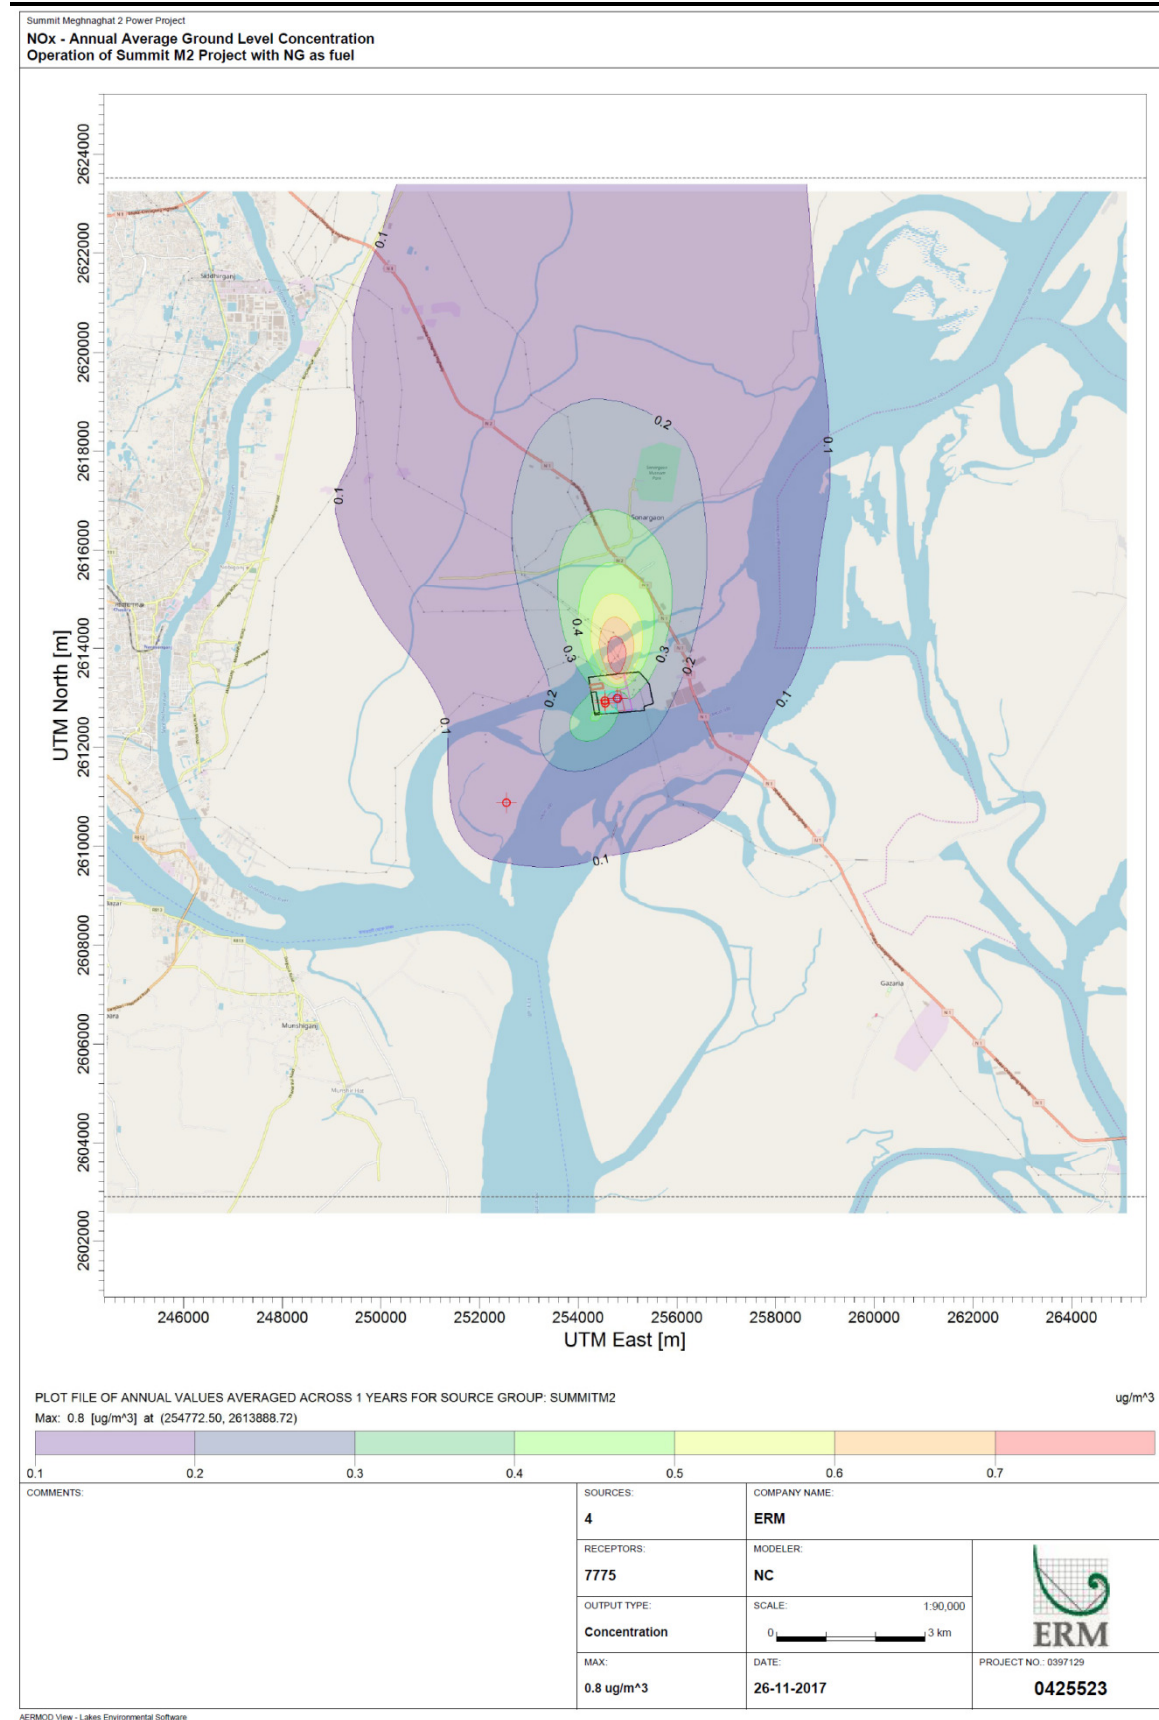 Summit Meghnaghat 2 Power Project
NOx - Annual Average Ground Level Concentration
Operation of Summit M2 Project with NG as fuel
UTM North [m]
2624000
2622000
2620000
2618000
2616000
2614000
2612000
2610000
2608000
2606000
2604000
2602000
0.1
0.1
0.1
0.1
0.1
0.1
0.2
0.2
0.2
0.3
0.3
0.4
Siddhirganj
Sonargaon
Munshiganj
Gazaria
246000 248000 250000 252000 254000 256000 258000 260000 262000 264000
UTM East [m]
PLOT FILE OF ANNUAL VALUES AVERAGED ACROSS 1 YEARS FOR SOURCE GROUP: SUMMITM2 ug/m^3
Max: 0.8 [ug/m^3] at (254772.50, 2613888.72)
0.1 0.2 0.3 0.4 0.5 0.6 0.7
COMMENTS:
SOURCES:
4
COMPANY NAME:
ERM
RECEPTORS:
7775
MODELER:
NC
OUTPUT TYPE:
Concentration
SCALE: 1:90,000
0 3 km
MAX:
0.8 ug/m^3
DATE:
26-11-2017
ERM
PROJECT NO.: 0397129
0425523
AERMOD View - Lakes Environmental Software